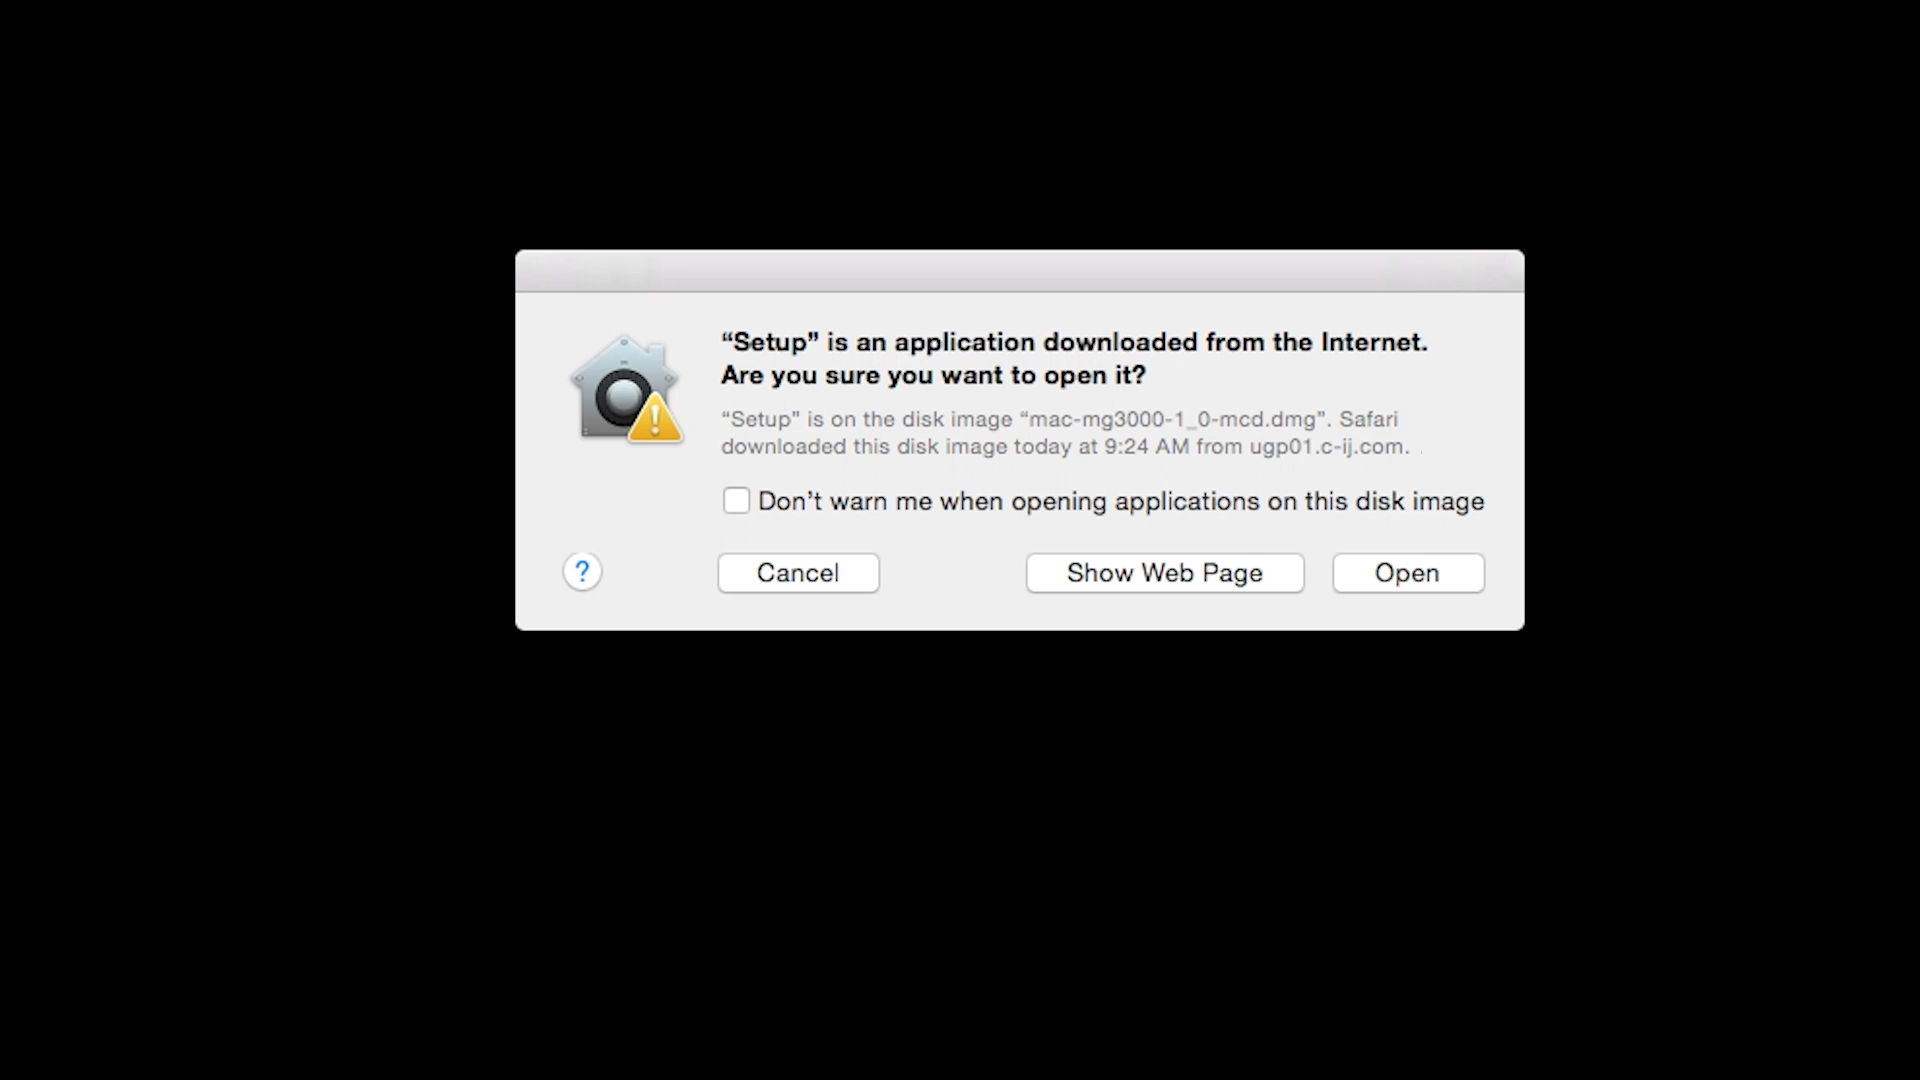 “Setup” is an application downloaded from the Internet.
Are you sure you want to open it?
“Setup” is on the disk image “mac-mg3000-1_0-mcd.dmg”. Safari
downloaded this disk image today at 9:24 AM from ugp01.c-ij.com.
Don’t warn me when opening applications on this disk image
?
Cancel
Show Web Page
Open